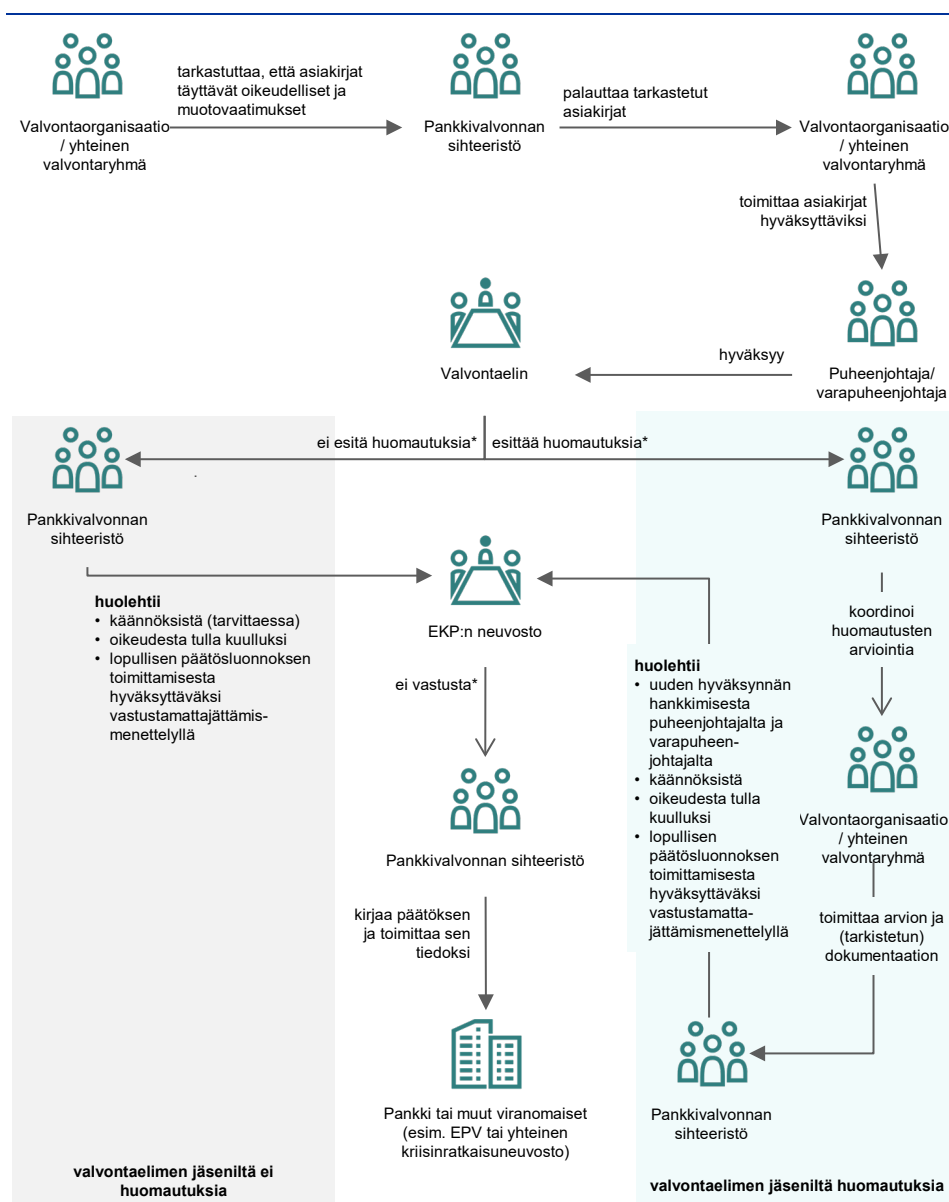 tarkastuttaa, että asiakirjat
täyttävät oikeudelliset ja
muotovaatimukset
palauttaa tarkastetut
asiakirjat
Valvontaorganisaatio
/ yhteinen
valvontaryhmä
Pankkivalvonnan
sihteeristö
Valvontaorganisaatio
/ yhteinen
valvontaryhmä
toimittaa asiakirjat
hyväksyttäviksi
hyväksyy
Valvontaelin
Puheenjohtaja/
varapuheenjohtaja
ei esitä huomautuksia*
esittää huomautuksia*
Pankkivalvonnan
sihteeristö
Pankkivalvonnan
sihteeristö
huolehtii
• käännöksistä (tarvittaessa)
• oikeudesta tulla kuulluksi
• lopullisen päätösluonnoksen
toimittamisesta
hyväksyttäväksi
vastustamattajättämis-
menettelyllä
EKP:n neuvosto
koordinoi
huomautusten
arviointia
ei vastusta*
huolehtii
• uuden hyväksynnän
hankkimisesta
puheenjohtajalta ja
varapuheen-
johtajalta
• käännöksistä
• oikeudesta tulla
kuulluksi
• lopullisen
päätösluonnoksen
toimittamisesta
hyväksyttäväksi
vastustamatta-
jättämismenettelyllä
Valvontaorganisaatio
/ yhteinen
valvontaryhmä
Pankkivalvonnan sihteeristö
kirjaa päätöksen
ja toimittaa sen
tiedoksi
toimittaa arvion ja
(tarkistetun)
dokumentaation
Pankki tai muut viranomaiset
(esim. EPV tai yhteinen
kriisinratkaisuneuvosto)
Pankkivalvonnan
sihteeristö
valvontaelimen jäseniltä ei
huomautuksia
valvontaelimen jäseniltä huomautuksia